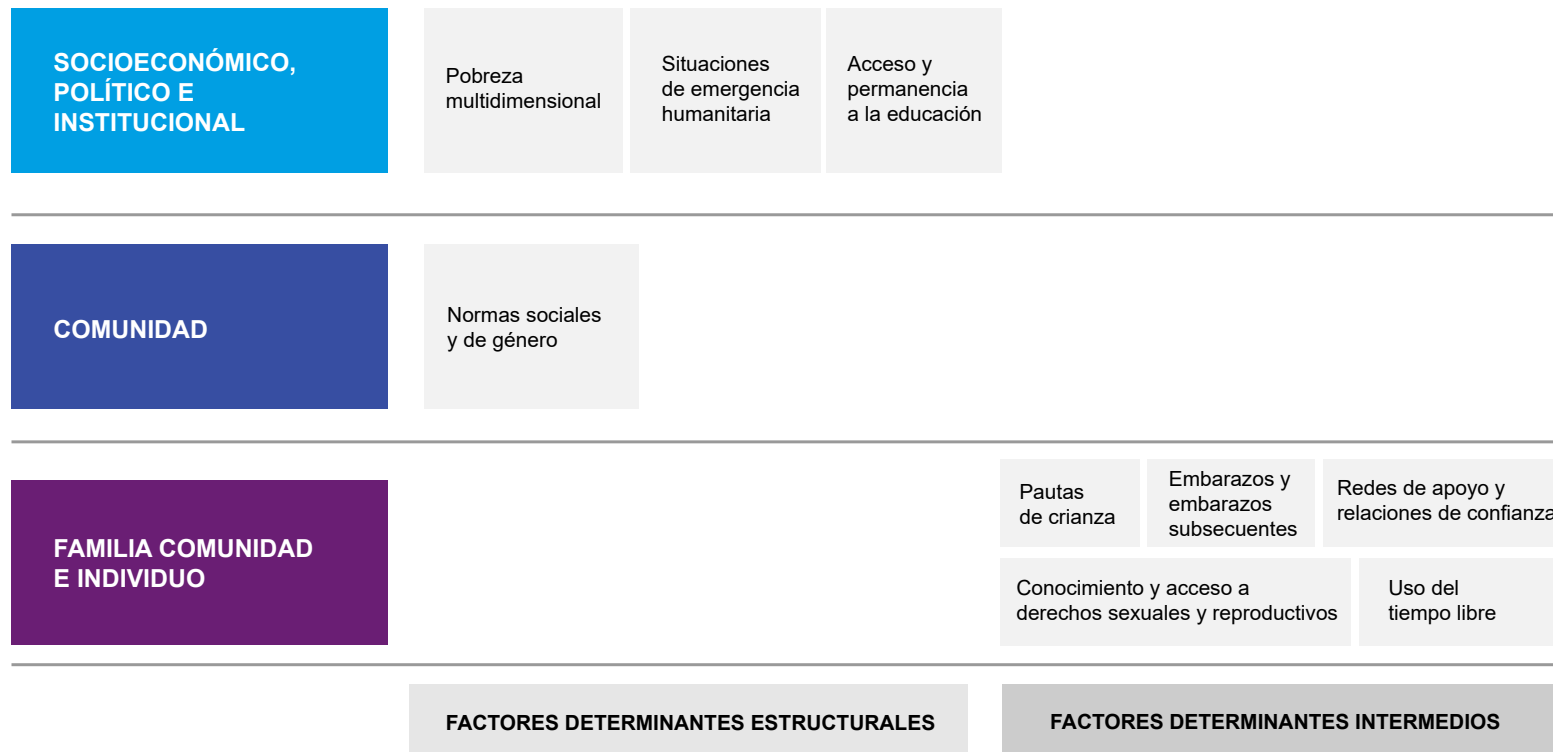 SOCIOECONÓMICO,
POLÍTICO E
INSTITUCIONAL
Pobreza
multidimensional
Situaciones
de emergencia
humanitaria
Acceso y
permanencia
a la educación
COMUNIDAD
Normas sociales
y de género
FAMILIA COMUNIDAD
E INDIVIDUO
Pautas
de crianza
Embarazos y
embarazos
subsecuentes
Redes de apoyo y
relaciones de confianza
Conocimiento y acceso a
derechos sexuales y reproductivos
Uso del
tiempo libre
FACTORES DETERMINANTES ESTRUCTURALES
FACTORES DETERMINANTES INTERMEDIOS